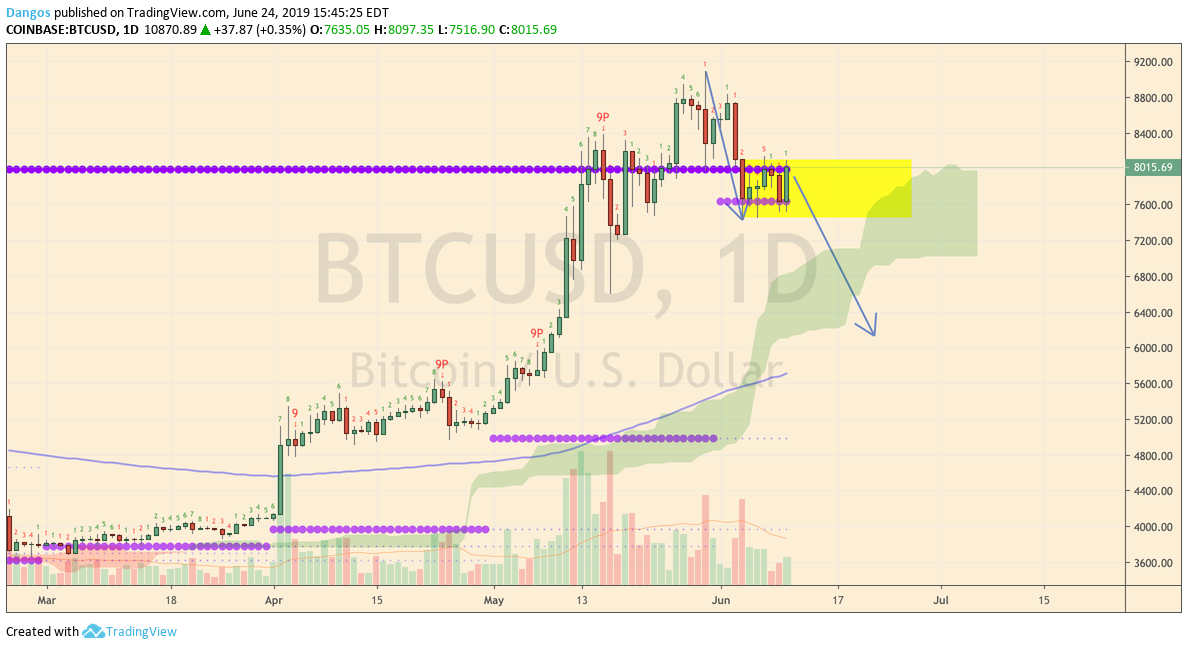 Dangos published on TradingView.com, June 24, 2019 15:45:25 EDT
COINBASE:BTCUSD, 1D 10870.89 ▲ +37.87 (+0.35%) O:7635.05 H:8097.35 L:7516.90 C:8015.69
9200.00
8800.00
8400.00
8015.69
7600.00
7200.00
6800.00
6400.00
6000.00
5600.00
5200.00
4800.00
4400.00
4000.00
3600.00
BTCUSD, 1D
Bitcoin / U.S. Dollar
9P
9P
9P
9
Mar 18 Apr 15 May 13 Jun 17 Jul 15
Created with TradingView